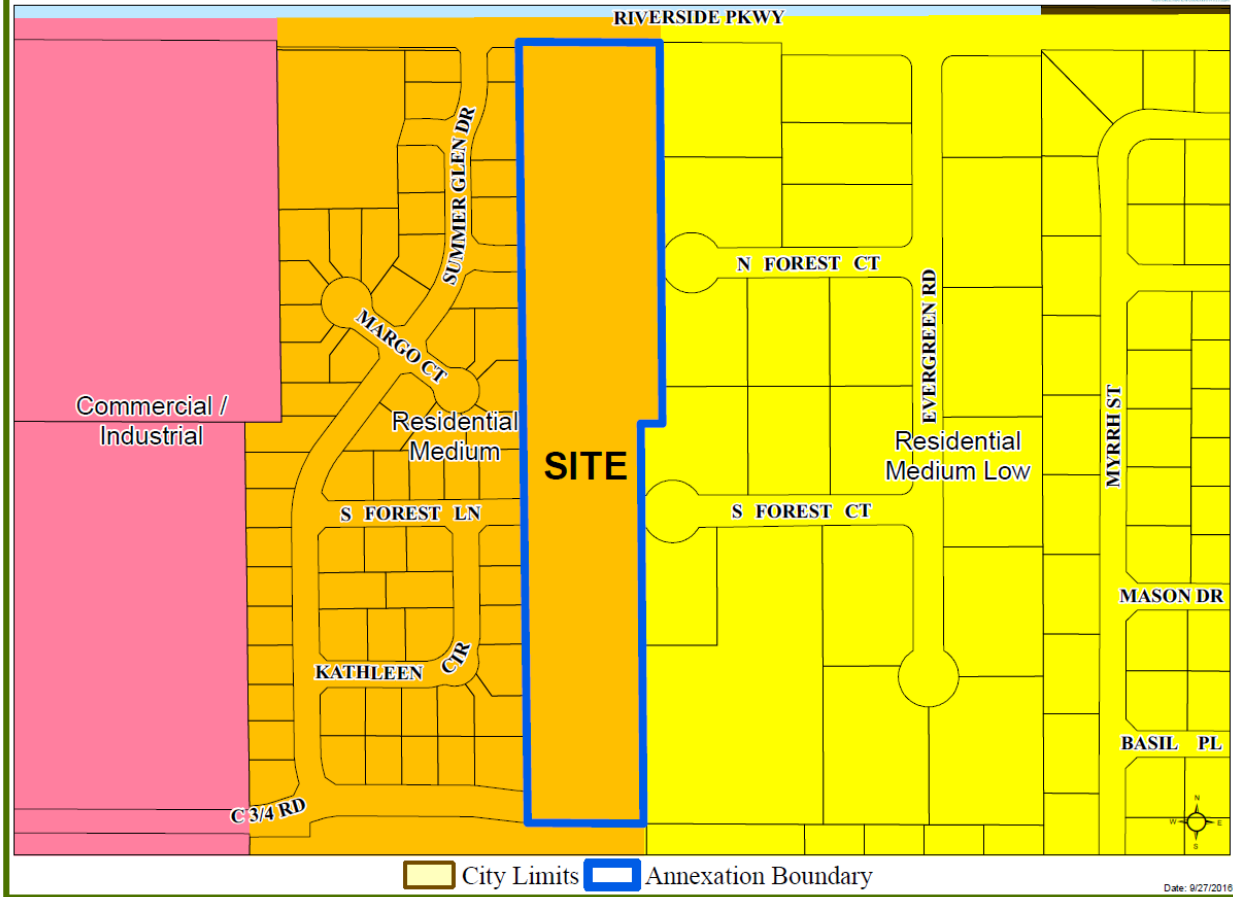 RIVERSIDE PKWY
SUMMER GLEN DR
N FOREST CT
EVERGREEN RD
MARGO CT
Commercial /
Industrial
Residential
Medium
SITE
Residential
Medium Low
MYRRH ST
S FOREST LN
S FOREST CT
MASON DR
KATHLEEN CIR
BASIL PL
C 3/4 RD
N
W E
S
City Limits
Annexation Boundary
Date: 9/27/2016